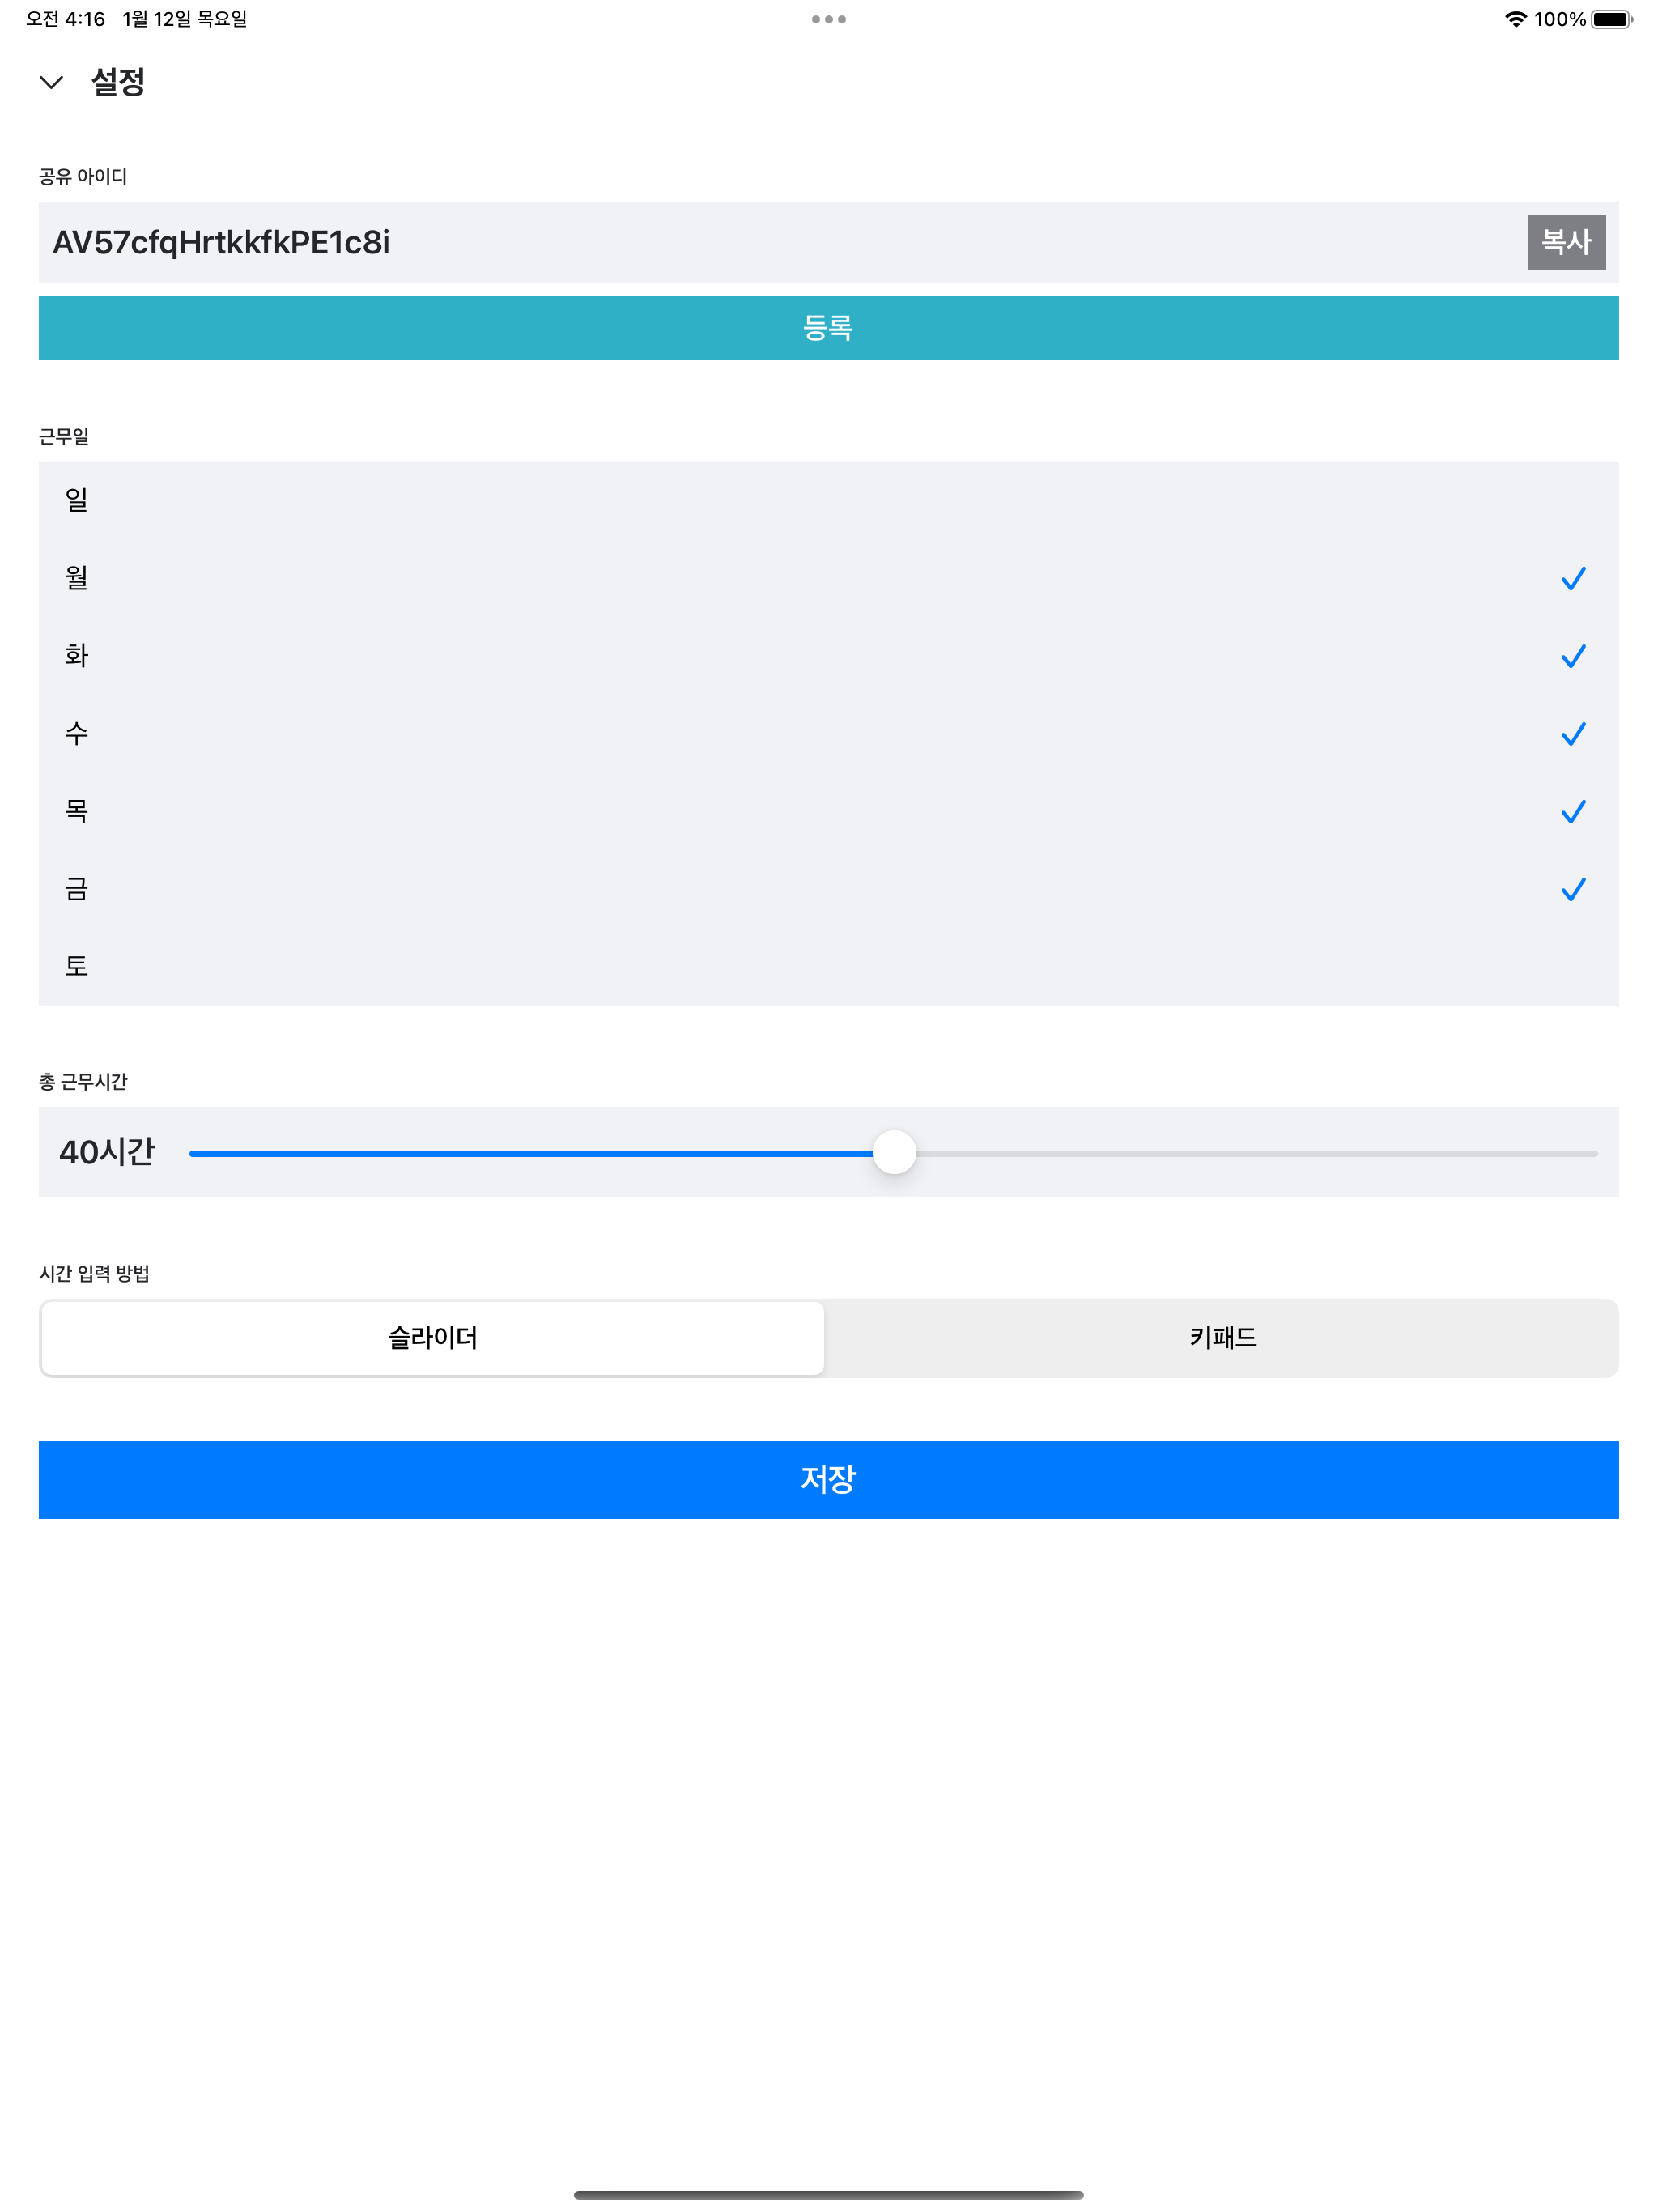 오전 4:16 1월 12일 목요일 100%
설정
공유 아이디
AV57cfqHrtkkfkPE1c8i 복사
등록
근무일
일
월
화
수
목
금
토
총 근무시간
40시간
시간 입력 방법
슬라이더 키패드
저장